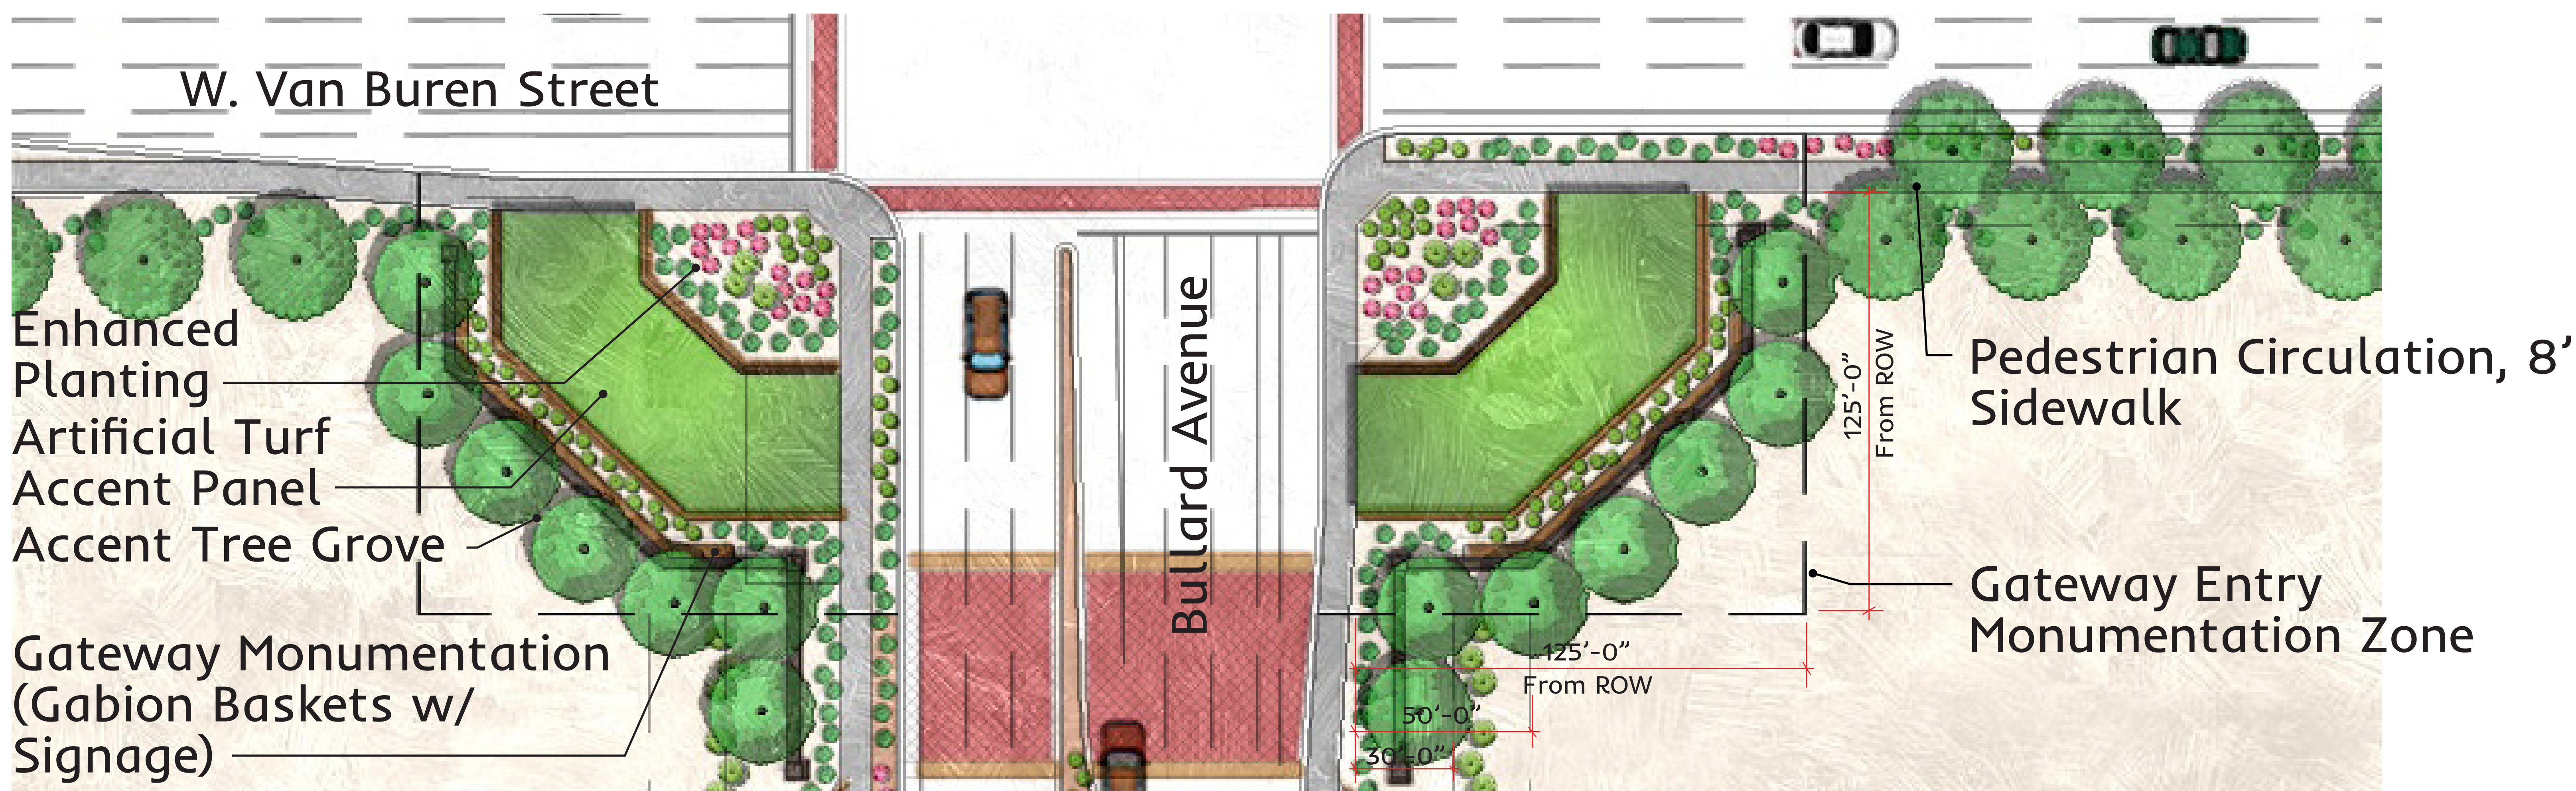 W. Van Buren Street
Enhanced
Planting
Artificial Turf
Accent Panel
Accent Tree Grove
Gateway Monumentation
(Gabion Baskets w/
Signage)
Bullard Avenue
125’-0”
From ROW
Pedestrian Circulation, 8’
Sidewalk
Gateway Entry
Monumentation Zone
125’-0”
From ROW
50’-0”
30’-0”